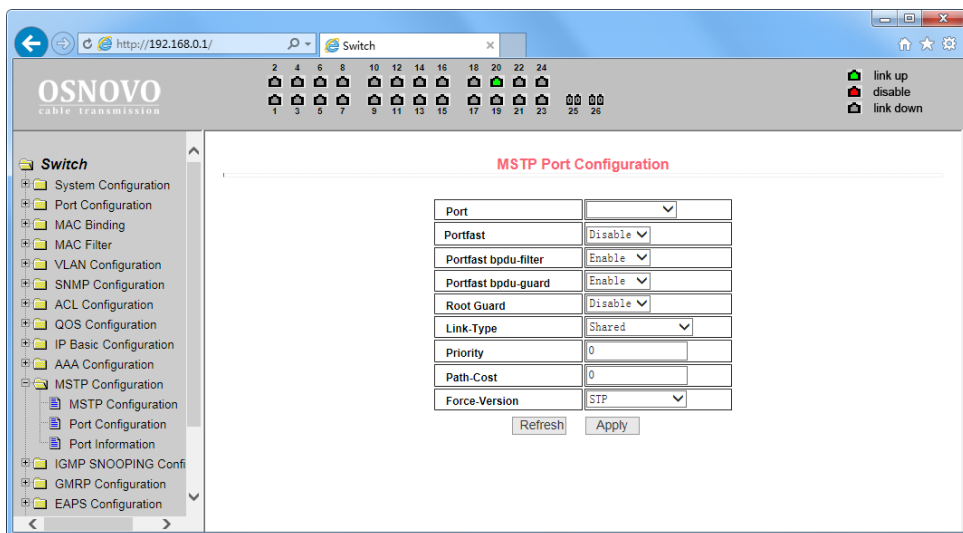 http://192.168.0.1/
Switch
OSNOVO
cable transmission
2 4 6 8 10 12 14 16 18 20 22 24
1 3 5 7 9 11 13 15 17 19 21 23 25 26
link up
disable
link down
Switch
System Configuration
Port Configuration
MAC Binding
MAC Filter
VLAN Configuration
SNMP Configuration
ACL Configuration
QOS Configuration
IP Basic Configuration
AAA Configuration
MSTP Configuration
MSTP Configuration
Port Configuration
Port Information
IGMP SNOOPING Confi
GMRP Configuration
EAPS Configuration
MSTP Port Configuration
Port
Portfast Disable
Portfast bpdu-filter Enable
Portfast bpdu-guard Enable
Root Guard Disable
Link-Type Shared
Priority 0
Path-Cost 0
Force-Version STP
Refresh Apply